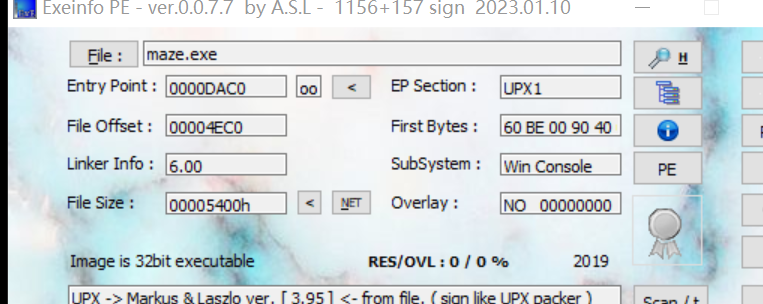 Exeinfo PE - ver.0.0.7.7 by A.S.L - 1156+157 sign 2023.01.10
File : maze.exe H
Entry Point : 0000DAC0 oo < EP Section : UPX1
File Offset : 00004EC0 First Bytes : 60 BE 00 90 40
Linker Info : 6.00 SubSystem : Win Console PE
File Size : 00005400h < NET Overlay : NO 00000000
Image is 32bit executable RES/OVL : 0 / 0 % 2019
UPX -> Markus & Laszlo ver. [ 3.95 ] <- from file. ( sign like UPX packer ) Scan / t